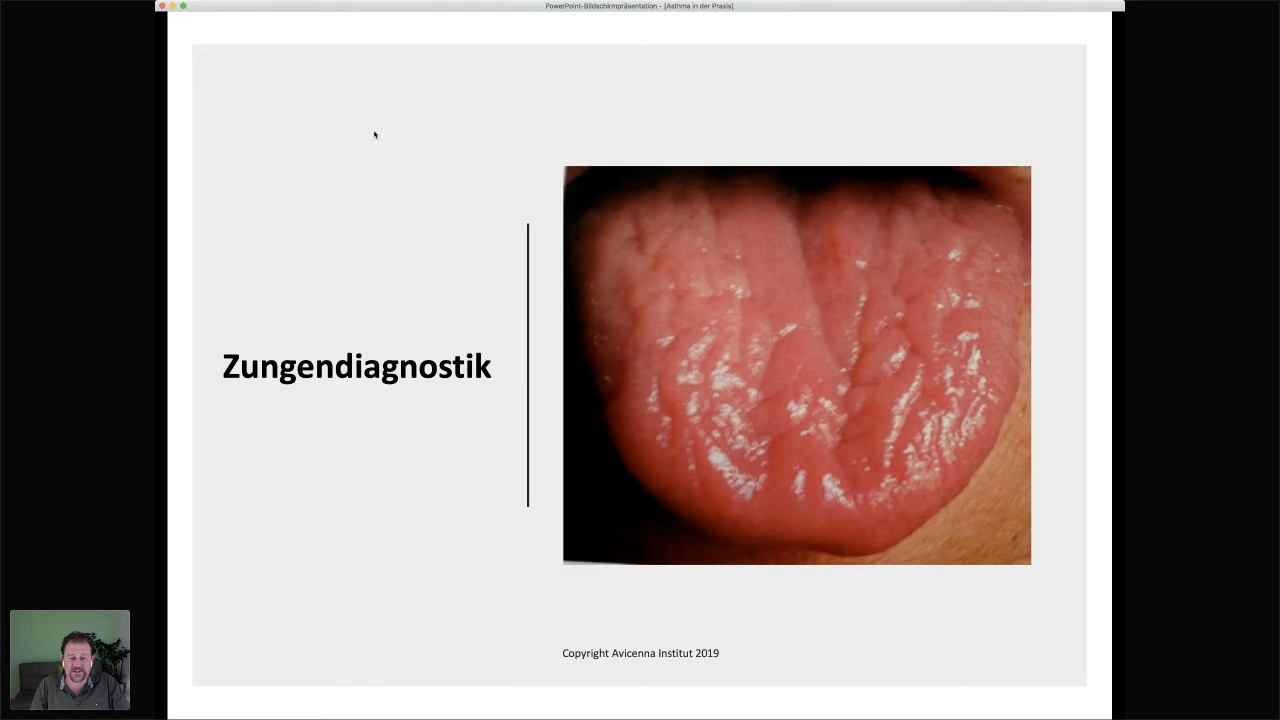 PowerPoint-Bildschirmpräsentation - [Asthma in der Praxis]
Zungendiagnostik
Copyright Avicenna Institut 2019